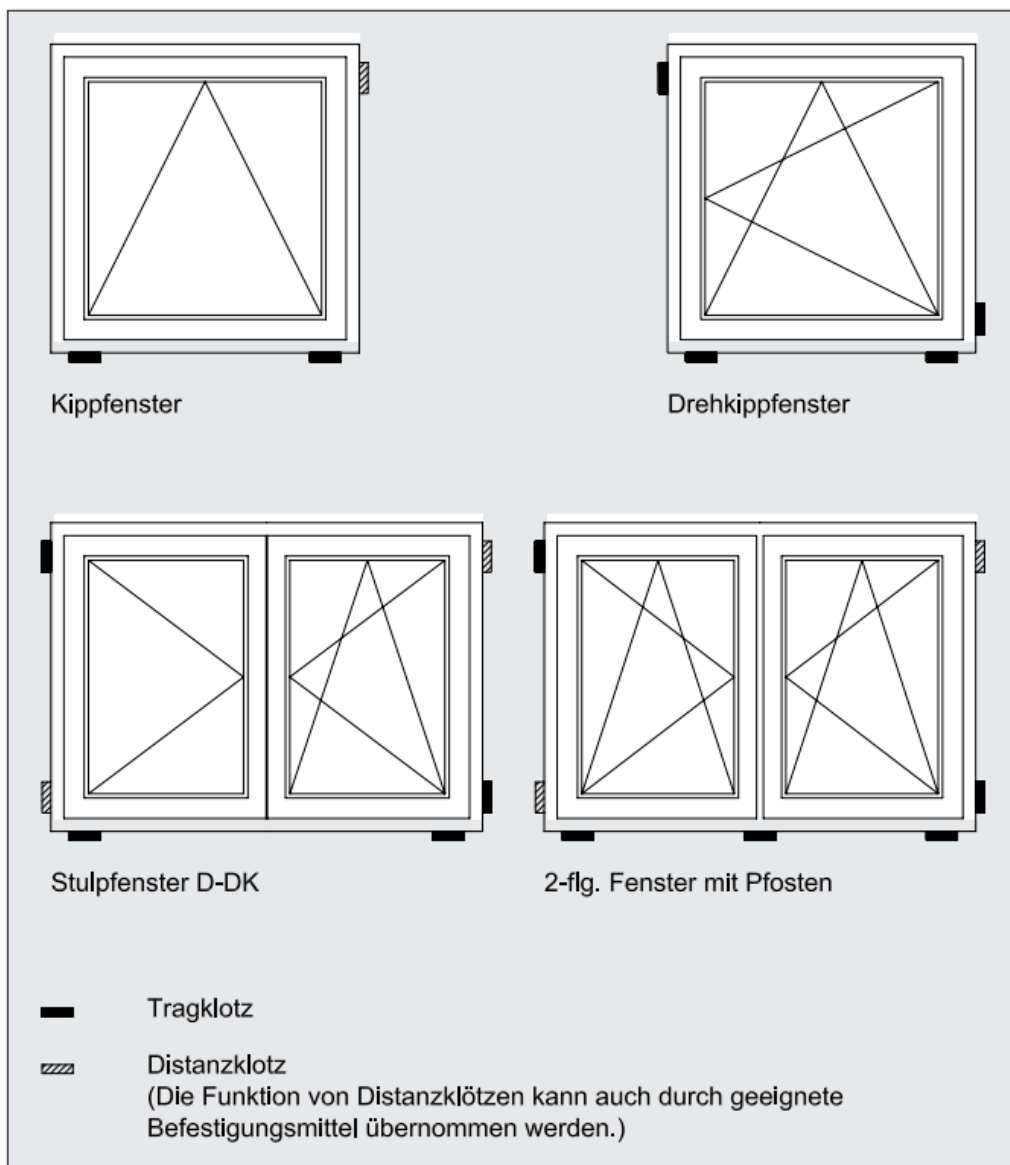 Kippfenster
Drehkippfenster
Stulpfenster D-DK
2-flg. Fenster mit Pfosten
Tragklotz
Distanzklotz
(Die Funktion von Distanzklötzen kann auch durch geeignete
Befestigungsmittel übernommen werden.)